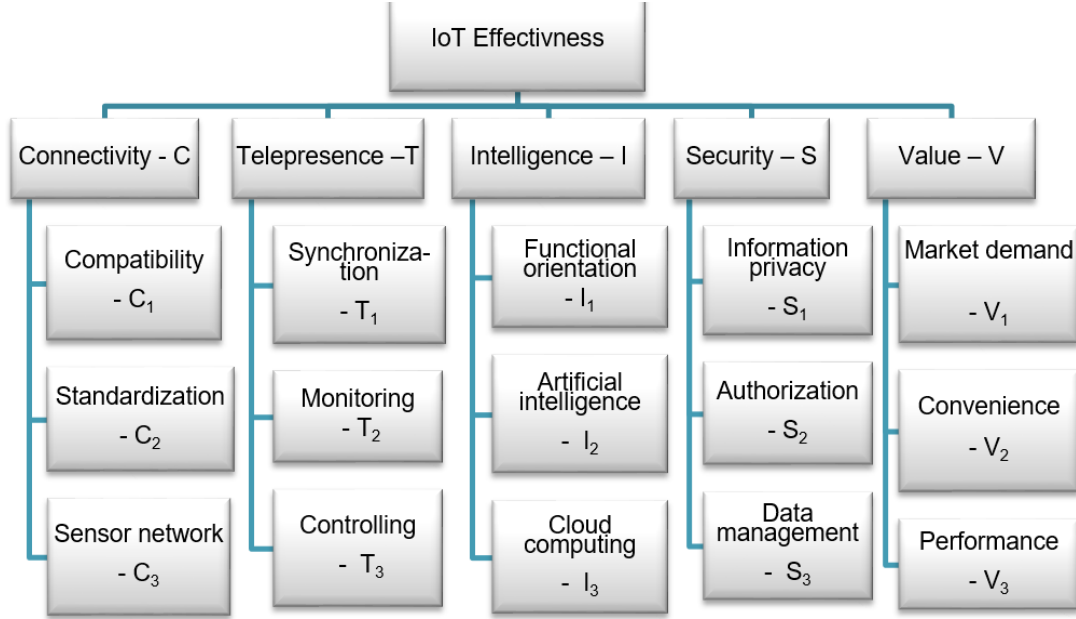 IoT Effectivness
Connectivity - C
Telepresence –T
Intelligence – I
Security – S
Value – V
Compatibility
- C₁
Standardization
- C₂
Sensor network
- C₃
Synchroniza-
tion
- T₁
Monitoring
- T₂
Controlling
- T₃
Functional
orientation
- I₁
Artificial
intelligence
- I₂
Cloud
computing
- I₃
Information
privacy
- S₁
Authorization
- S₂
Data
management
- S₃
Market demand
- V₁
Convenience
- V₂
Performance
- V₃